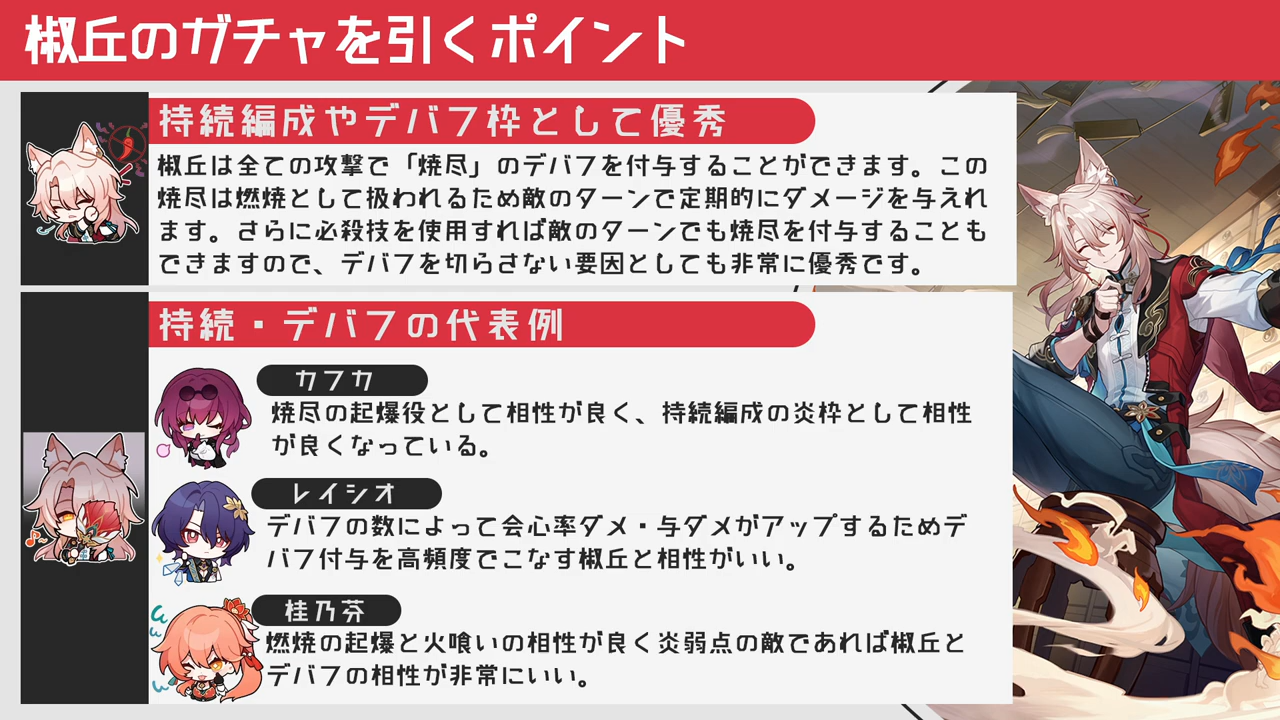 椒丘のガチャを引くポイント
持続編成やデバフ枠として優秀
椒丘は全ての攻撃で「焼尽」のデバフを付与することができます。この
焼尽は燃焼として扱われるため敵のターンで定期的にダメージを与えれ
ます。さらに必殺技を使用すれば敵のターンでも焼尽を付与することも
できますので、デバフを切らさない要因としても非常に優秀です。
持続・デバフの代表例
カフカ
焼尽の起爆役として相性が良く、持続編成の炎枠として相性
が良くなっている。
レイシオ
デバフの数によって会心率ダメ・与ダメがアップするためデ
バフ付与を高頻度でこなす椒丘と相性がいい。
桂乃芬
燃焼の起爆と火喰いの相性が良く炎弱点の敵であれば椒丘と
デバフの相性が非常にいい。